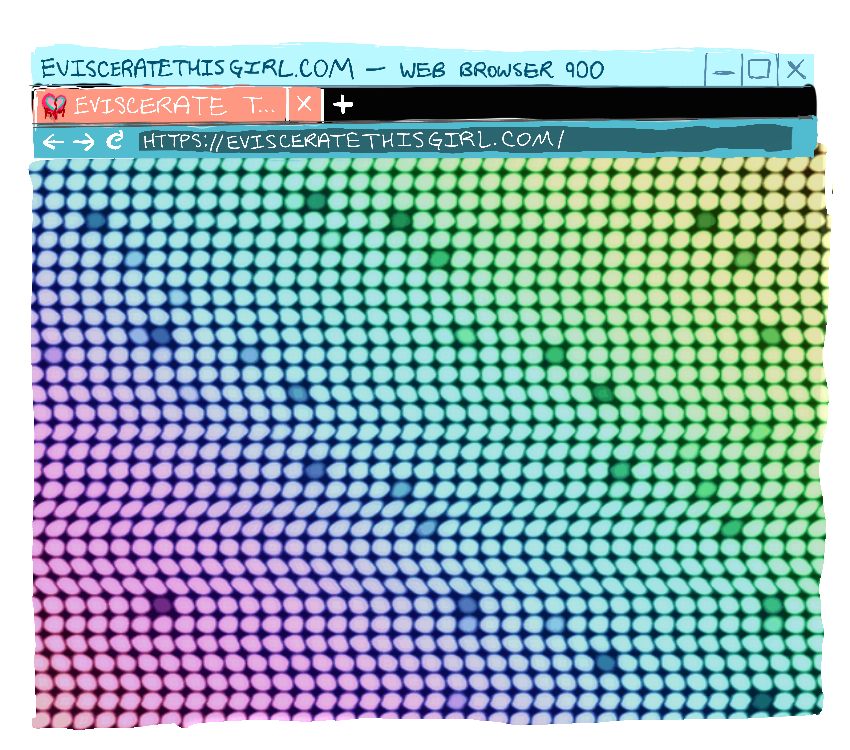 EVISCERATETHISGIRL.COM — WEB BROWSER 900
EVISCERATE T...
HTTPS://EVISCERATETHISGIRL.COM/